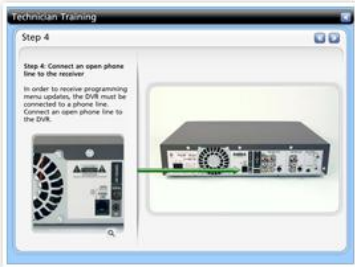 Technician Training
Step 4
Step 4: Connect an open phone
line to the receiver
In order to receive programming
menu updates, the DVR must be
connected to a phone line.
Connect an open phone line to
the DVR.